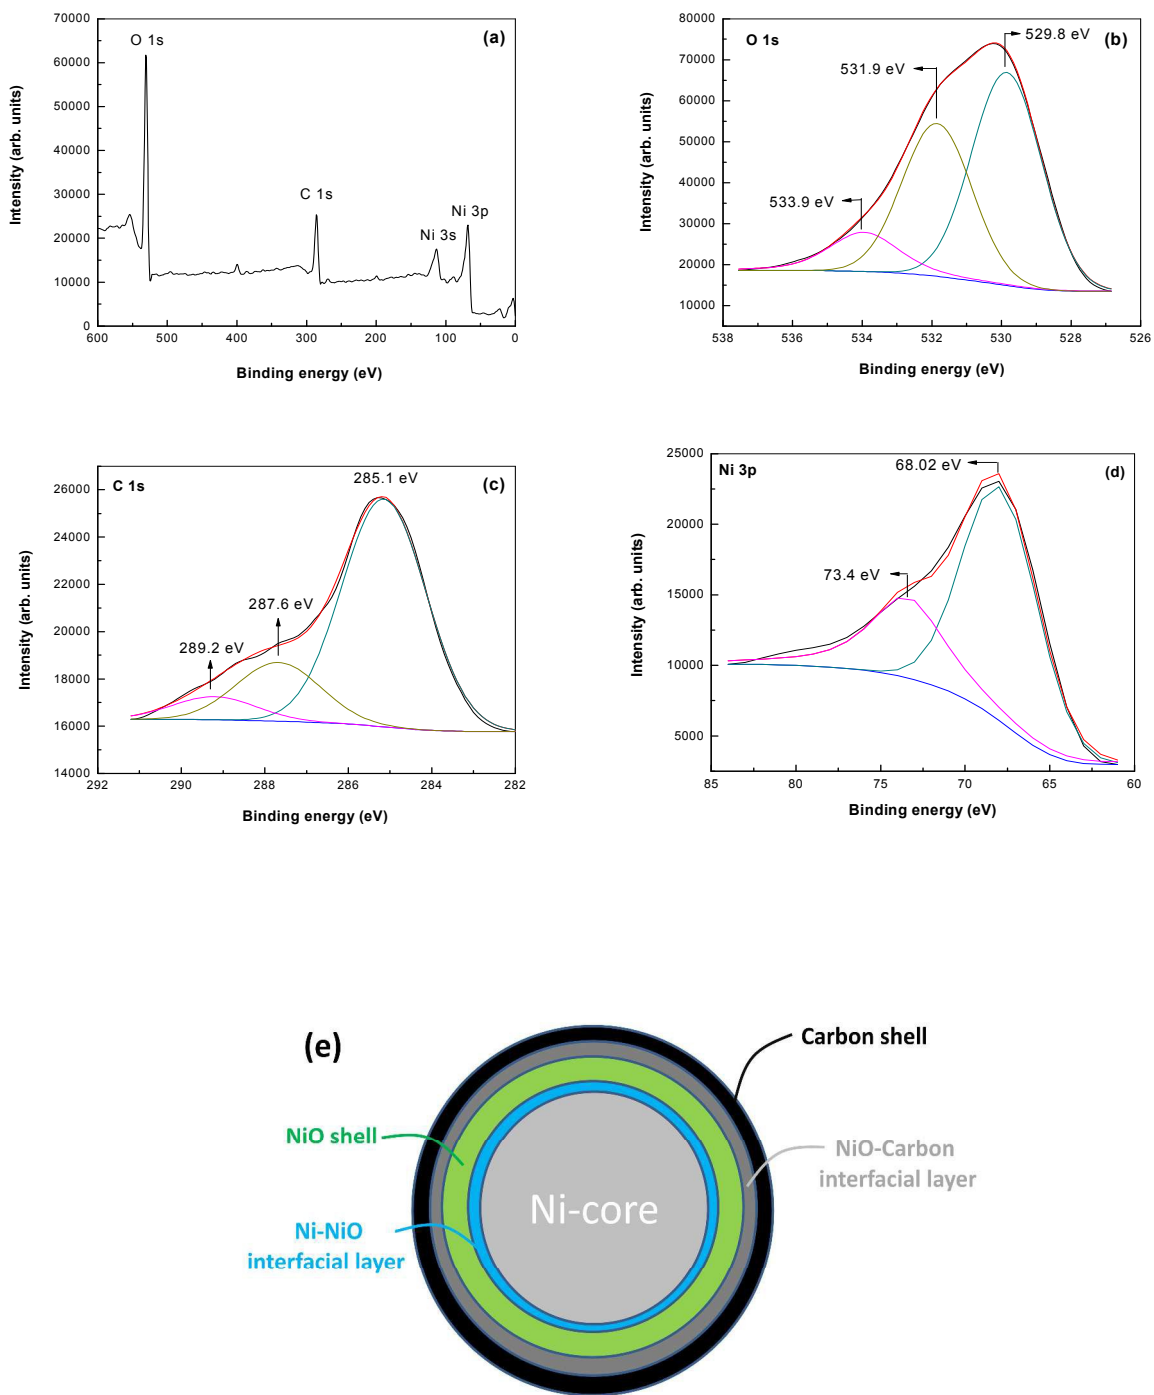 (a)
O 1s
C 1s
Ni 3s
Ni 3p
Intensity (arb. units)
70000
60000
50000
40000
30000
20000
10000
0
600
500
400
300
200
100
0
Binding energy (eV)
(b)
O 1s
529.8 eV
531.9 eV
533.9 eV
Intensity (arb. units)
80000
70000
60000
50000
40000
30000
20000
10000
538
536
534
532
530
528
526
Binding energy (eV)
C 1s
(c)
285.1 eV
287.6 eV
289.2 eV
Intensity (arb. units)
26000
24000
22000
20000
18000
16000
14000
292
290
288
286
284
282
Binding energy (eV)
Ni 3p
(d)
68.02 eV
73.4 eV
Intensity (arb. units)
25000
20000
15000
10000
5000
85
80
75
70
65
60
Binding energy (eV)
(e)
Carbon shell
NiO shell
NiO-Carbon
interfacial layer
Ni-core
Ni-NiO
interfacial layer